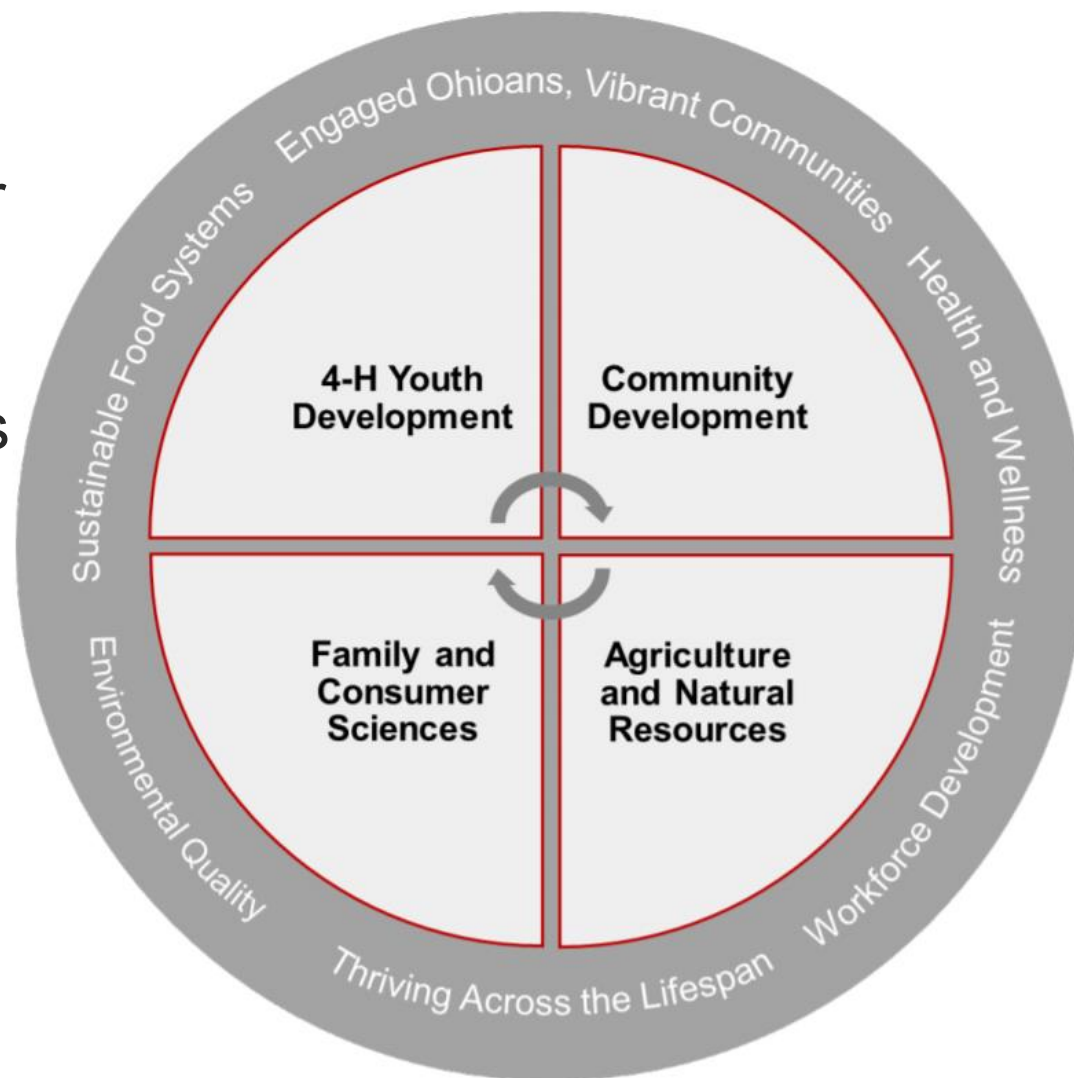 Engaged Ohioans, Vibrant Communities
Health and Wellness
Workforce Development
Thriving Across the Lifespan
Environmental Quality
Sustainable Food Systems
4-H Youth
Development
Community
Development
Family and
Consumer
Sciences
Agriculture
and Natural
Resources